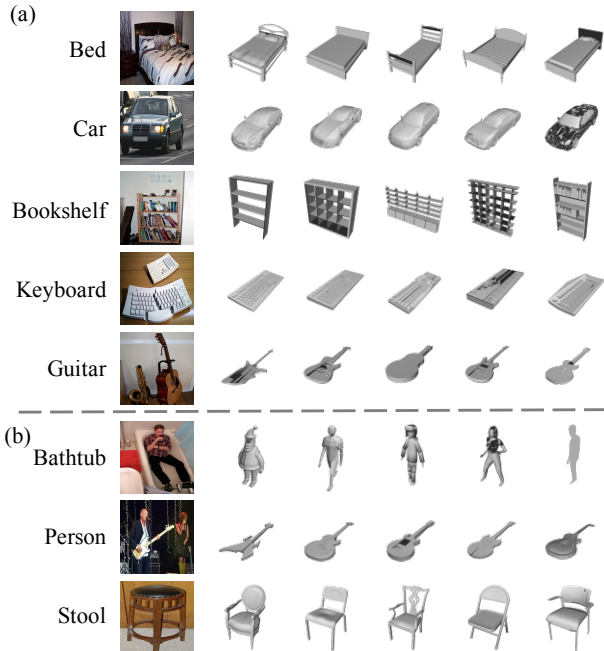 (a)
Bed
Car
Bookshelf
Keyboard
Guitar
(b)
Bathtub
Person
Stool